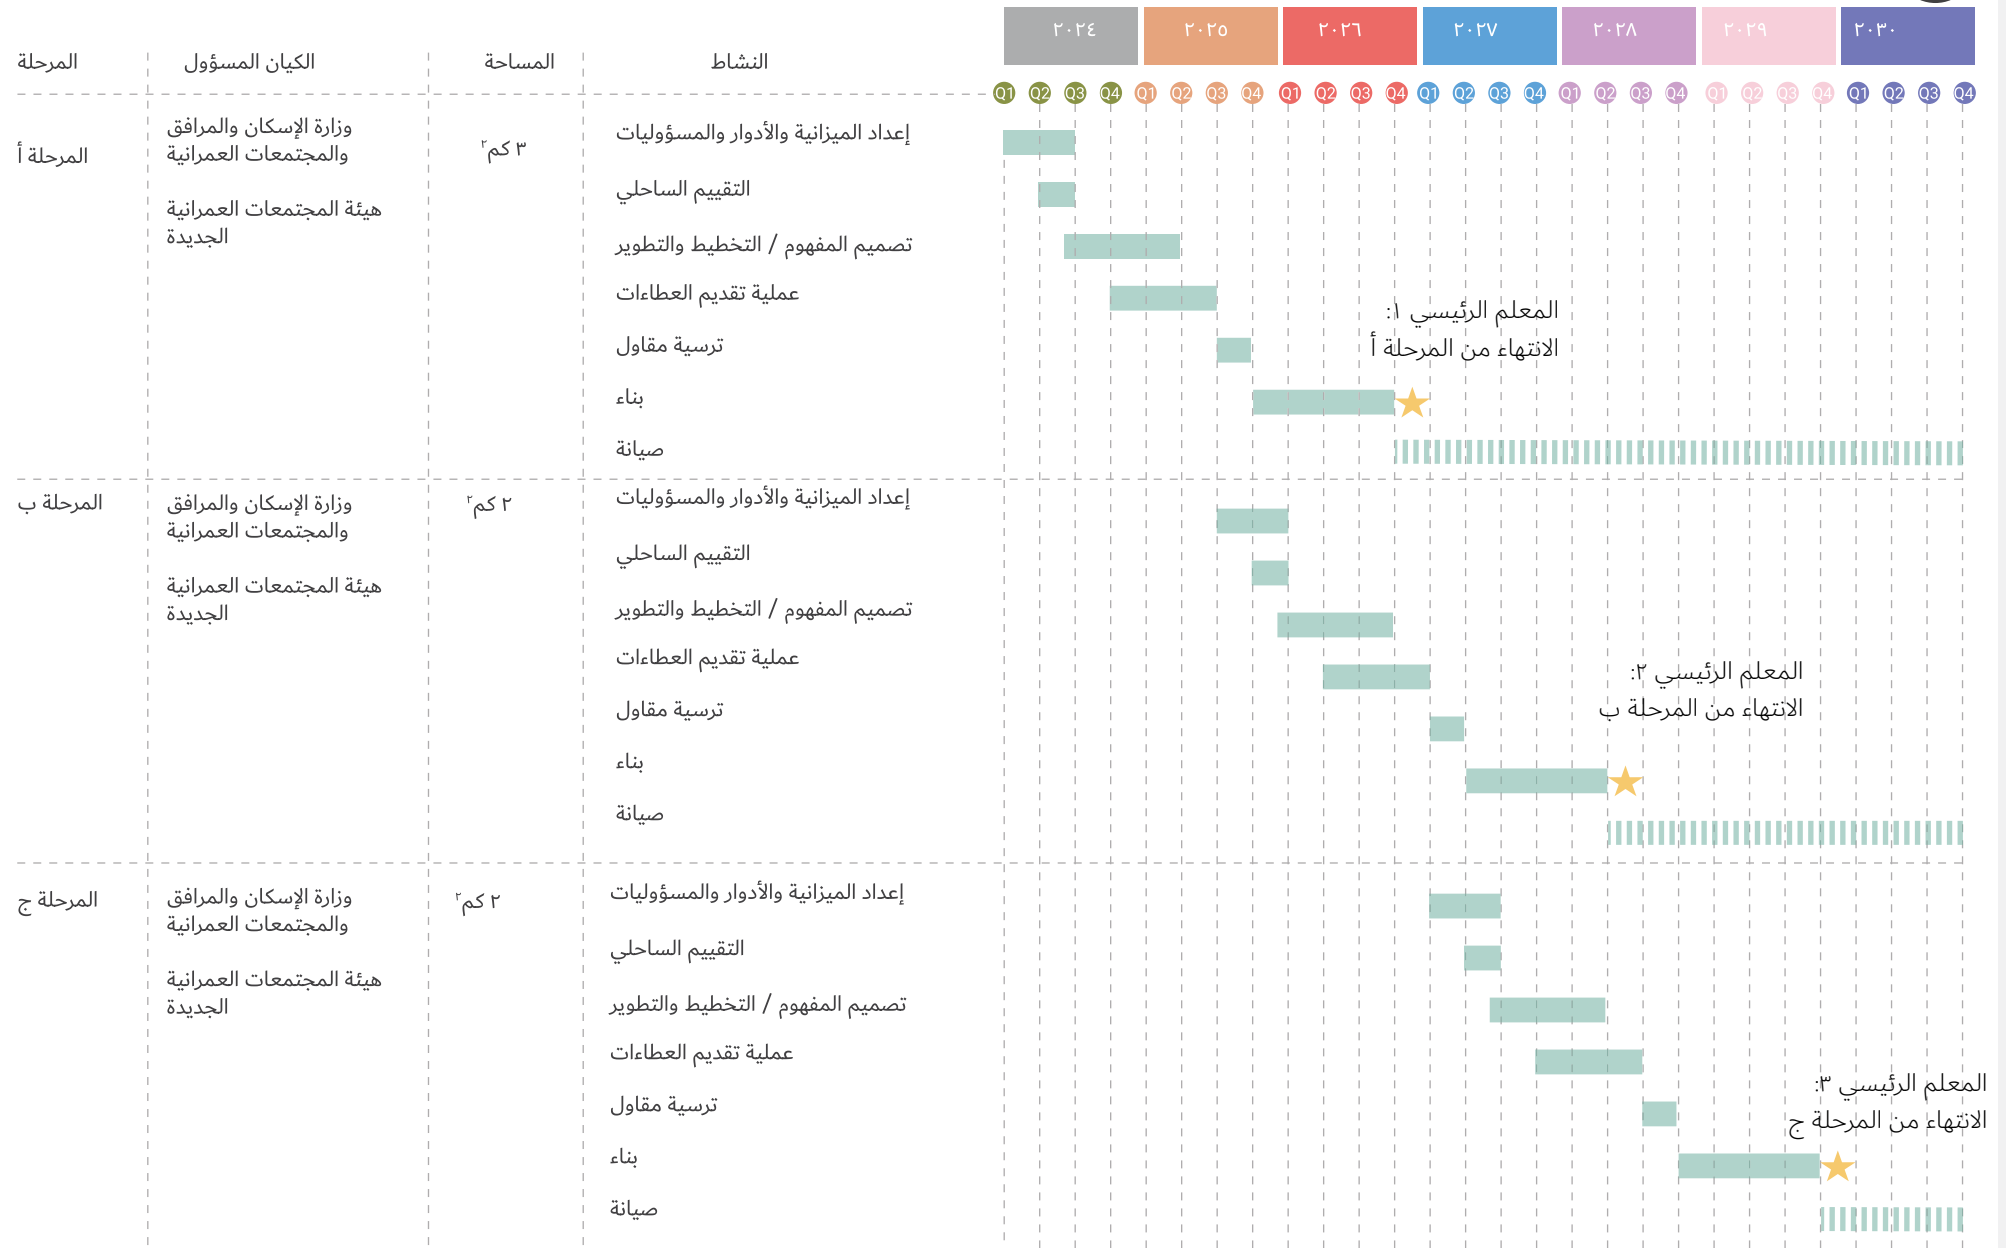 ٢٠٢٤ ٢٠٢٥ ٢٠٢٦ ٢٠٢٧ ٢٠٢٨ ٢٠٢٩ ٢٠٣٠
المرحلة الكيان المسؤول المساحة النشاط
Q1 Q2 Q3 Q4 Q1 Q2 Q3 Q4 Q1 Q2 Q3 Q4 Q1 Q2 Q3 Q4 Q1 Q2 Q3 Q4 Q1 Q2 Q3 Q4 Q1 Q2 Q3 Q4
المرحلة أ
وزارة الإسكان والمرافق
والمجتمعات العمرانية
هيئة المجتمعات العمرانية
الجديدة
٣ كم٢
إعداد الميزانية والأدوار والمسؤوليات
التقييم الساحلي
تصميم المفهوم / التخطيط والتطوير
عملية تقديم العطاءات
ترسية مقاول
بناء
صيانة
المعلم الرئيسي ١:
الانتهاء من المرحلة أ
المرحلة ب
وزارة الإسكان والمرافق
والمجتمعات العمرانية
هيئة المجتمعات العمرانية
الجديدة
٢ كم٢
إعداد الميزانية والأدوار والمسؤوليات
التقييم الساحلي
تصميم المفهوم / التخطيط والتطوير
عملية تقديم العطاءات
ترسية مقاول
بناء
صيانة
المعلم الرئيسي ٢:
الانتهاء من المرحلة ب
المرحلة ج
وزارة الإسكان والمرافق
والمجتمعات العمرانية
هيئة المجتمعات العمرانية
الجديدة
٢ كم٢
إعداد الميزانية والأدوار والمسؤوليات
التقييم الساحلي
تصميم المفهوم / التخطيط والتطوير
عملية تقديم العطاءات
ترسية مقاول
بناء
صيانة
المعلم الرئيسي ٣:
الانتهاء من المرحلة ج